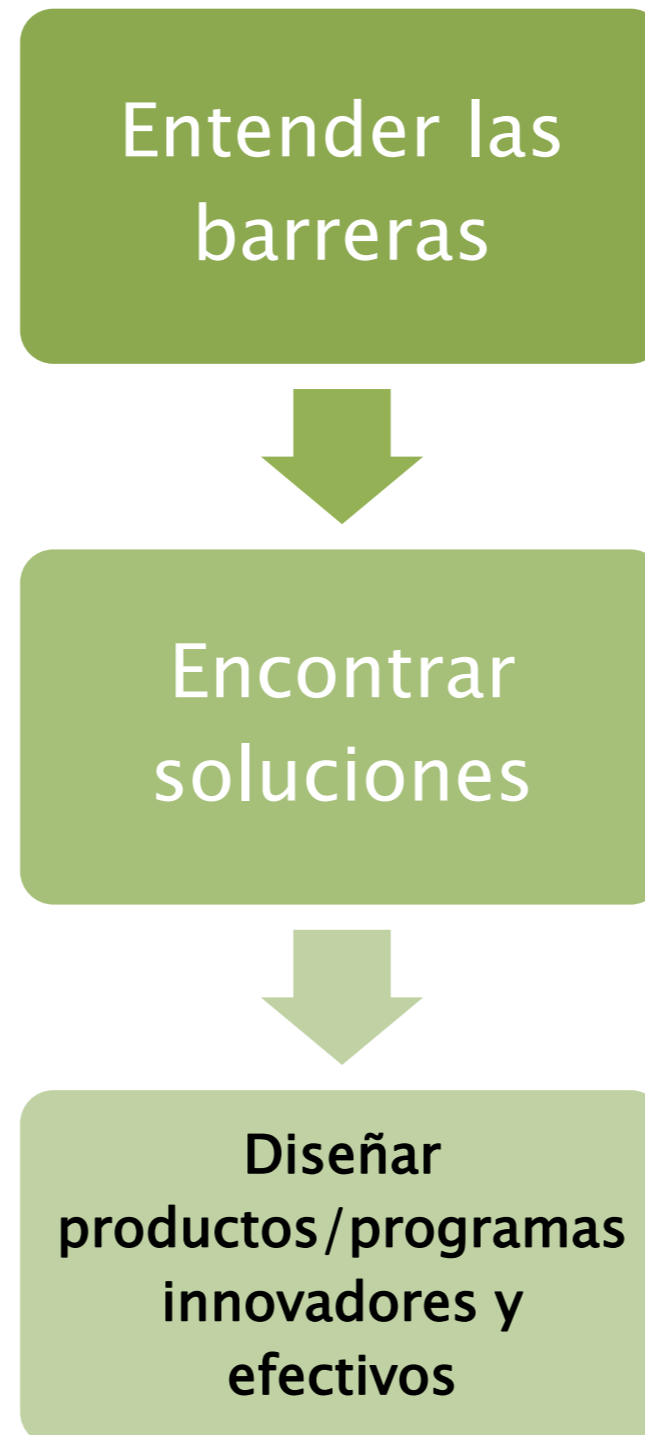 Entender las
barreras
Encontrar
soluciones
Diseñar
productos/programas
innovadores y
efectivos